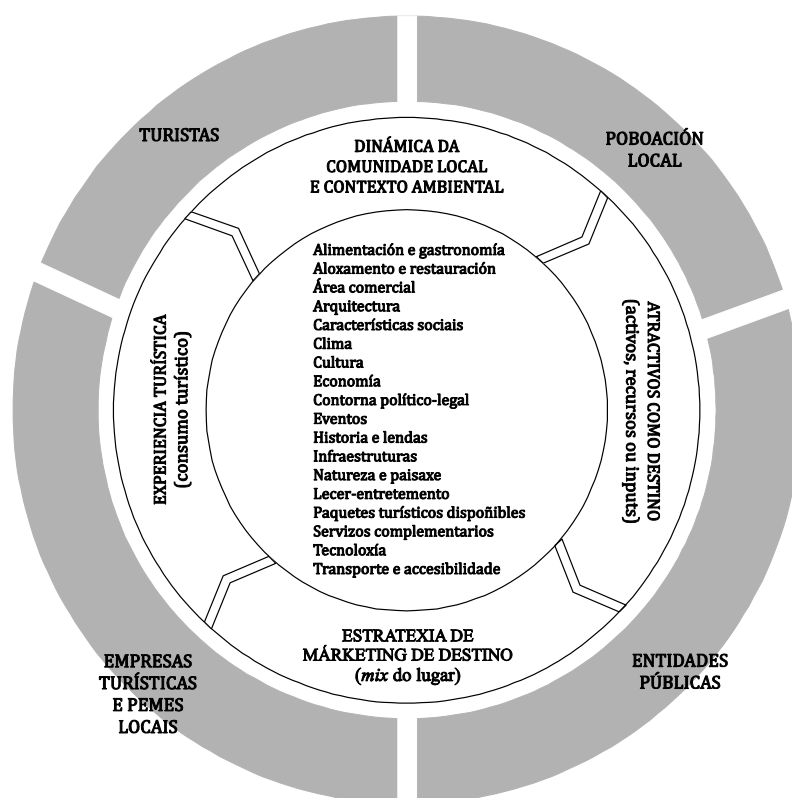 TURISTAS
POBOACIÓN
LOCAL
DINÁMICA DA
COMUNIDADE LOCAL
E CONTEXTO AMBIENTAL
EXPERIENCIA TURÍSTICA
(consumo turístico)
Alimentación e gastronomía
Aloxamento e restauración
Área comercial
Arquitectura
Características sociais
Clima
Cultura
Economía
Contorna político-legal
Eventos
Historia e lendas
Infraestruturas
Natureza e paisaxe
Lecer-entretemento
Paquetes turísticos dispoñibles
Servizos complementarios
Tecnoloxía
Transporte e accesibilidade
ATRACTIVOS COMO DESTINO
(activos, recursos ou inputs)
ESTRATEXIA DE
MÁRKETING DE DESTINO
(mix do lugar)
EMPRESAS
TURÍSTICAS
E PEMES
LOCAIS
ENTIDADES
PÚBLICAS